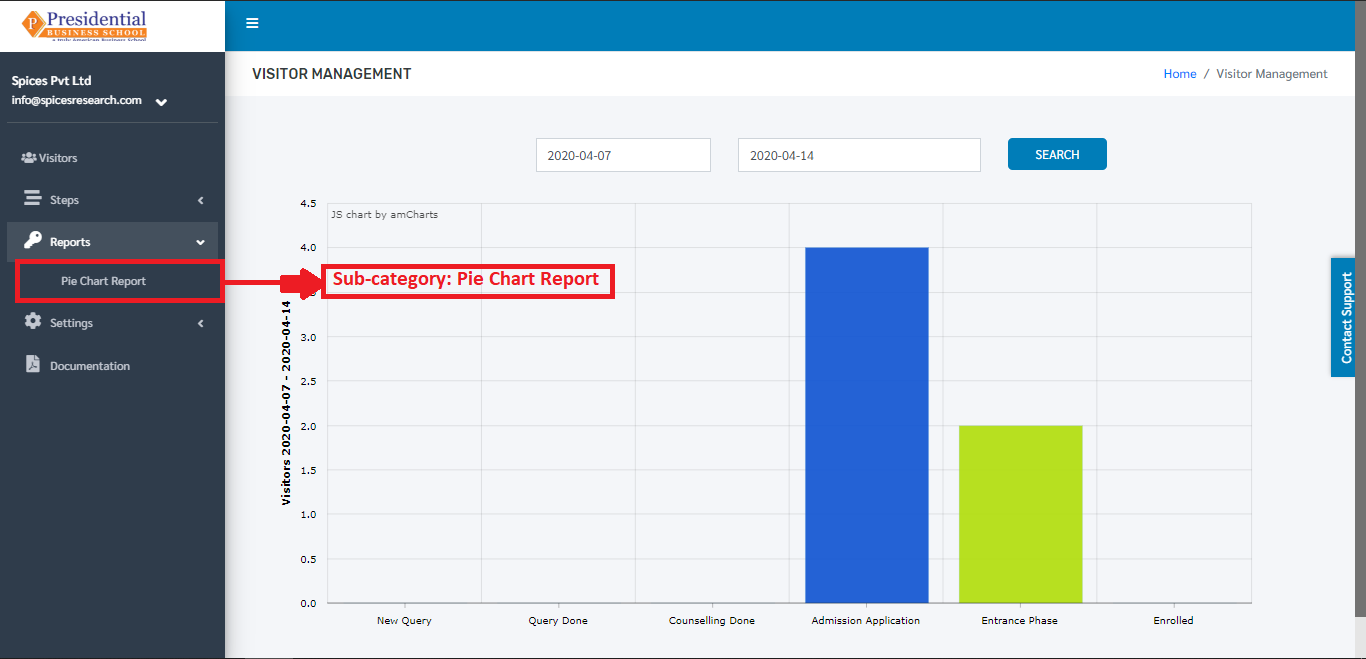 Presidential
BUSINESS SCHOOL
a truly American Business School
Spices Pvt Ltd
info@spicesresearch.com
Visitors
Steps
Reports
Pie Chart Report
Settings
Documentation
VISITOR MANAGEMENT
Home / Visitor Management
2020-04-07
2020-04-14
SEARCH
JS chart by amCharts
Sub-category: Pie Chart Report
Visitors 2020-04-07 - 2020-04-14
4.5
4.0
3.0
2.5
2.0
1.5
1.0
0.5
0.0
New Query
Query Done
Counselling Done
Admission Application
Entrance Phase
Enrolled
Contact Support